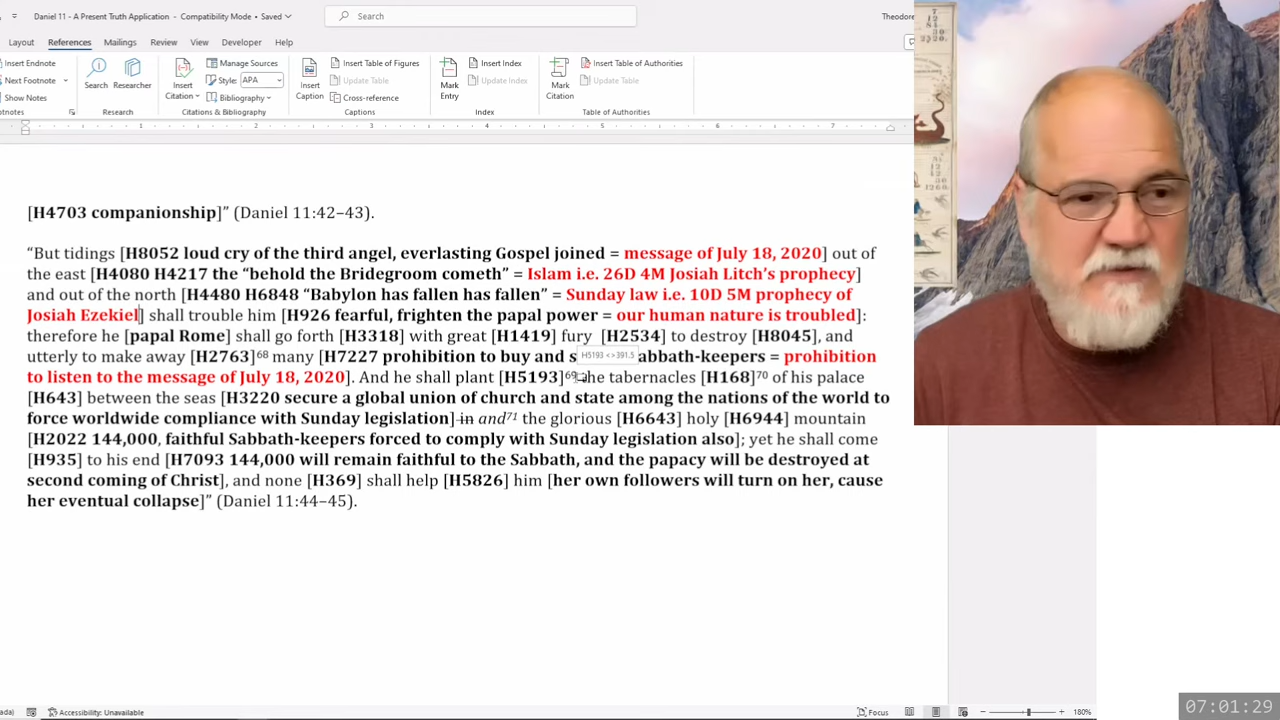 Daniel 11 - A Present Truth Application - Compatibility Mode • Saved
Search
Theodore
Layout References Mailings Review View Developer Help
Insert Endnote
Next Footnote
Show Notes
Search
Researcher
Research
Insert Citation
Manage Sources
Style: APA
Bibliography
Citations & Bibliography
Insert Caption
Insert Table of Figures
Update Table
Cross-reference
Captions
Mark Entry
Insert Index
Update Index
Index
Mark Citation
Insert Table of Authorities
Update Table
Table of Authorities
[H4703 companionship]” (Daniel 11:42–43).
“But tidings [H8052 loud cry of the third angel, everlasting Gospel joined = message of July 18, 2020] out of
the east [H4080 H4217 the “behold the Bridegroom cometh” = Islam i.e. 26D 4M Josiah Litch’s prophecy]
and out of the north [H4480 H6848 “Babylon has fallen has fallen” = Sunday law i.e. 10D 5M prophecy of
Josiah Ezekiel] shall trouble him [H926 fearful, frighten the papal power = our human nature is troubled]:
therefore he [papal Rome] shall go forth [H3318] with great [H1419] fury [H2534] to destroy [H8045], and
utterly to make away [H2763]68 many [H7227 prohibition to buy and s abbath-keepers = prohibition
H5193 <>391.5
to listen to the message of July 18, 2020]. And he shall plant [H5193]69 the tabernacles [H168]70 of his palace
[H643] between the seas [H3220 secure a global union of church and state among the nations of the world to
force worldwide compliance with Sunday legislation] in and71 the glorious [H6643] holy [H6944] mountain
[H2022 144,000, faithful Sabbath-keepers forced to comply with Sunday legislation also]; yet he shall come
[H935] to his end [H7093 144,000 will remain faithful to the Sabbath, and the papacy will be destroyed at
second coming of Christ], and none [H369] shall help [H5826] him [her own followers will turn on her, cause
her eventual collapse]” (Daniel 11:44–45).
Accessibility: Unavailable
Focus
180%
07:01:29